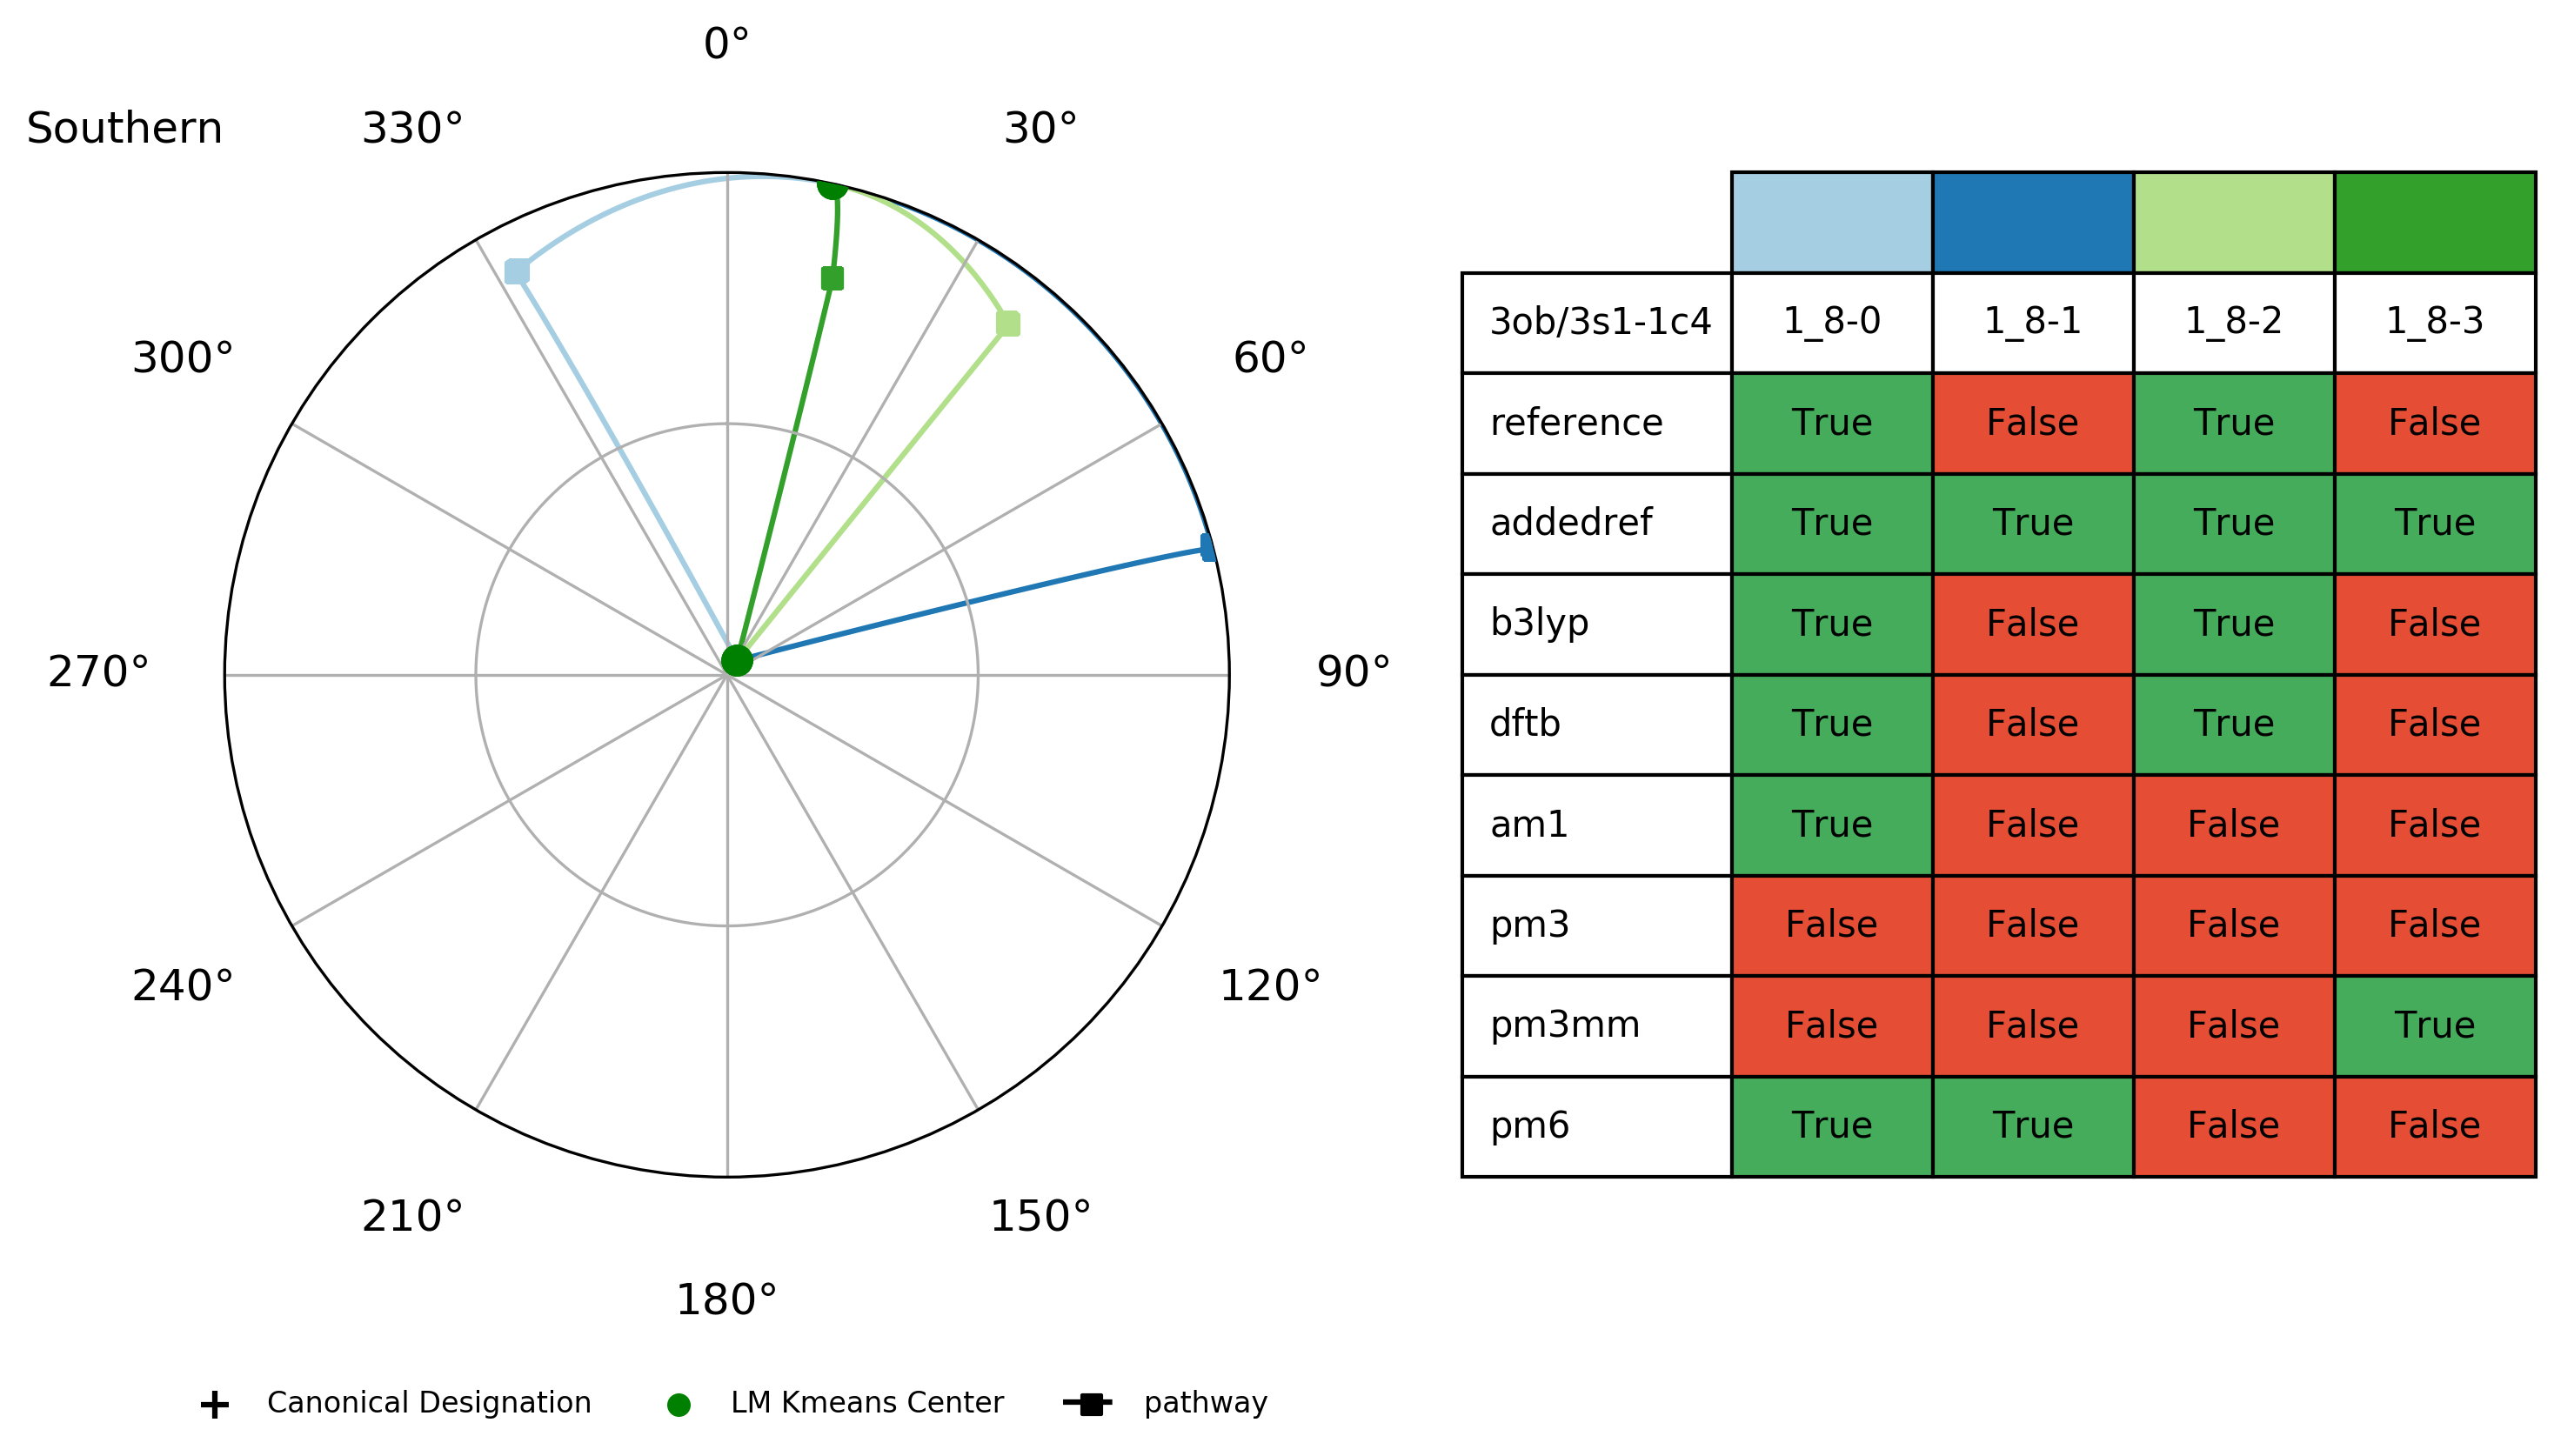 0°
Southern 330° 30°
300° 60°
270° 90°
240° 120°
210° 150°
180°
3ob/3s1-1c4 1_8-0 1_8-1 1_8-2 1_8-3
reference True False True False
addedref True True True True
b3lyp True False True False
dftb True False True False
am1 True False False False
pm3 False False False False
pm3mm False False False True
pm6 True True False False
Canonical Designation LM Kmeans Center pathway